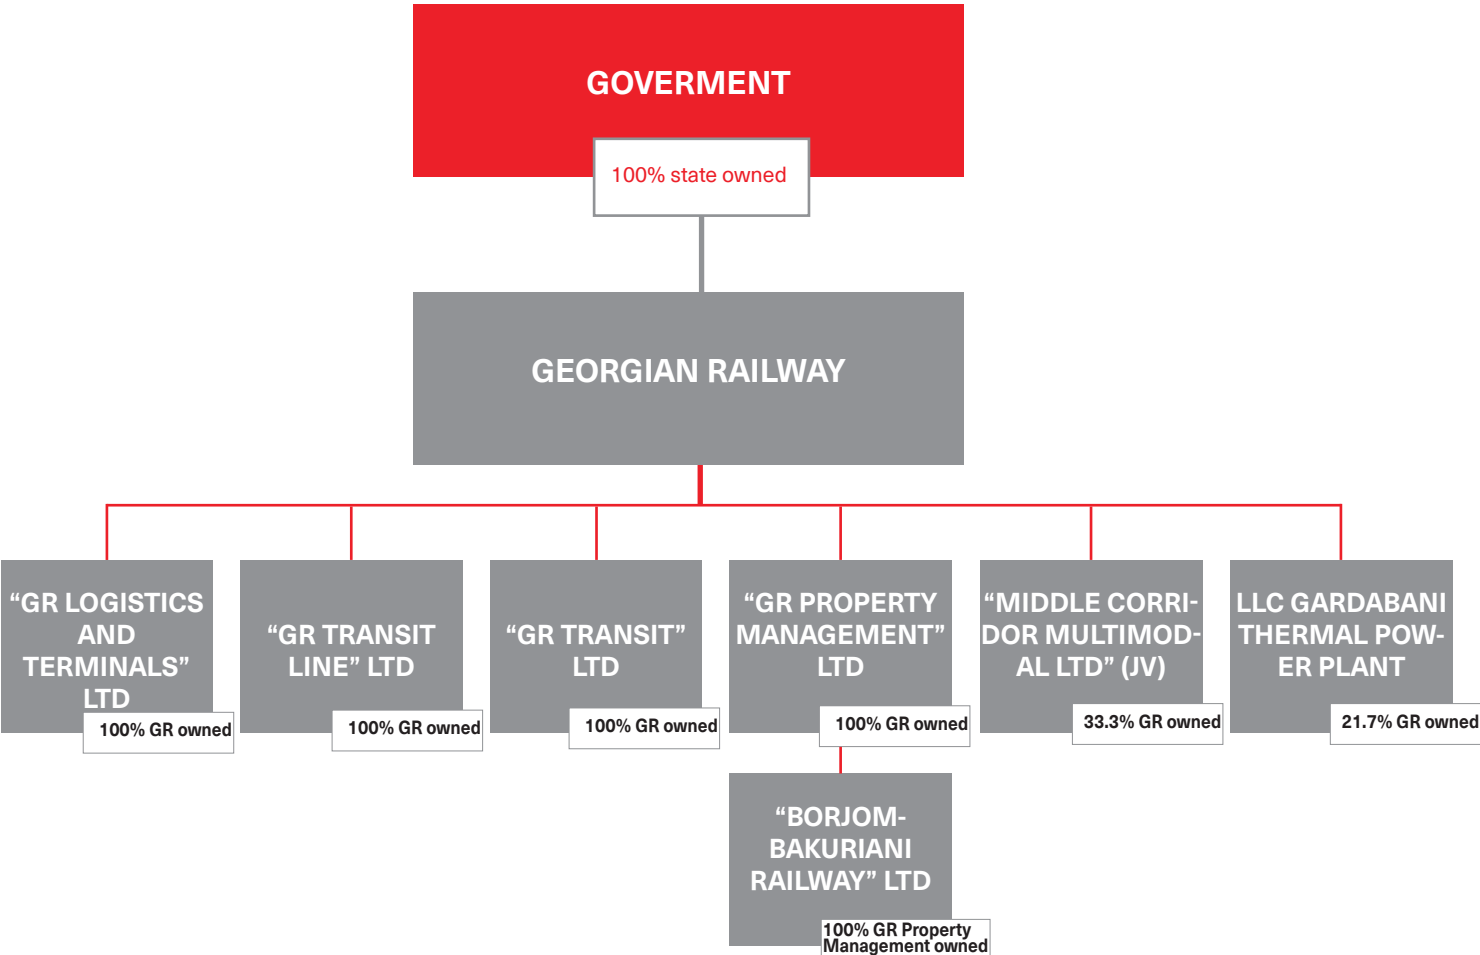 GOVERMENT
100% state owned
GEORGIAN RAILWAY
“GR LOGISTICS
AND
TERMINALS”
LTD
100% GR owned
“GR TRANSIT
LINE” LTD
100% GR owned
“GR TRANSIT”
LTD
100% GR owned
“GR PROPERTY
MANAGEMENT”
LTD
100% GR owned
“MIDDLE CORRI-
DOR MULTIMOD-
AL LTD” (JV)
33.3% GR owned
LLC GARDABANI
THERMAL POW-
ER PLANT
21.7% GR owned
“BORJOM-
BAKURIANI
RAILWAY” LTD
100% GR Property
Management owned